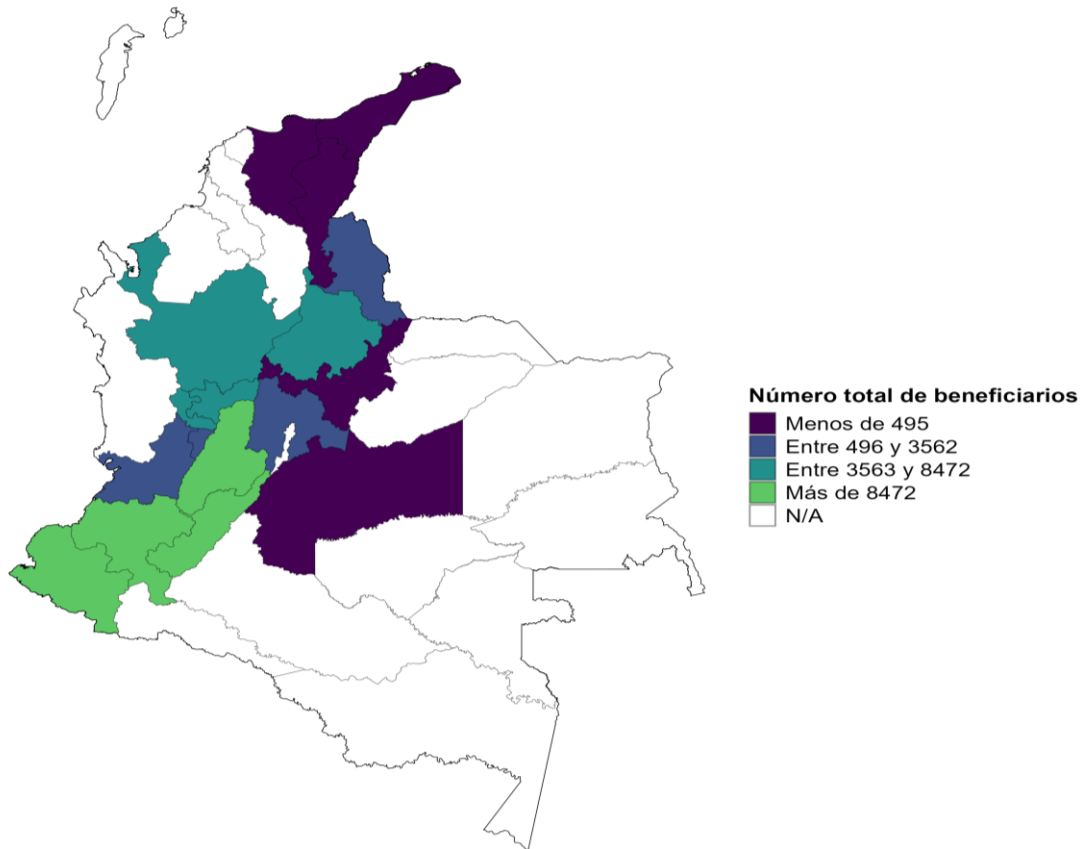 Número total de beneficiarios
Menos de 495
Entre 496 y 3562
Entre 3563 y 8472
Más de 8472
N/A